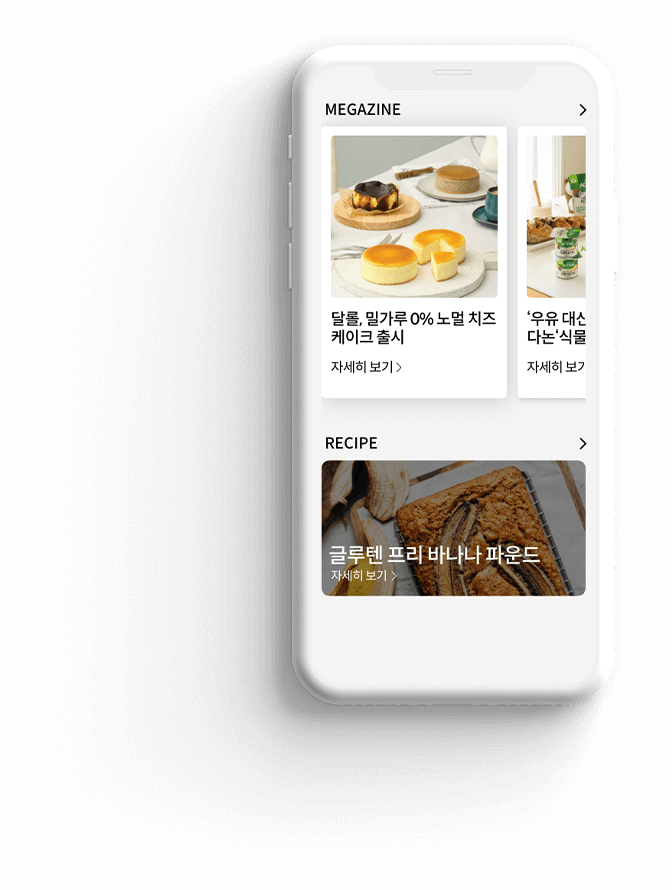 MEGAZINE
달롤, 밀가루 0% 노멀 치즈
케이크 출시
자세히 보기
‘우유 대신
다논‘식물
자세히 보기
RECIPE
글루텐 프리 바나나 파운드
자세히 보기